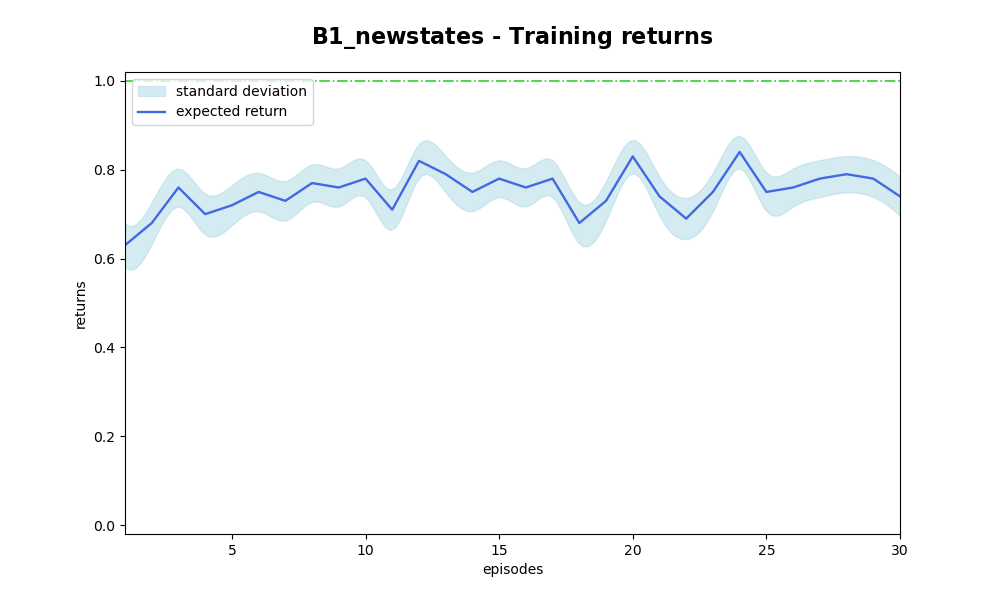 B1_newstates - Training returns
1.0
standard deviation
expected return
0.8
0.6
returns
0.4
0.2
0.0
5 10 15 20 25 30
episodes